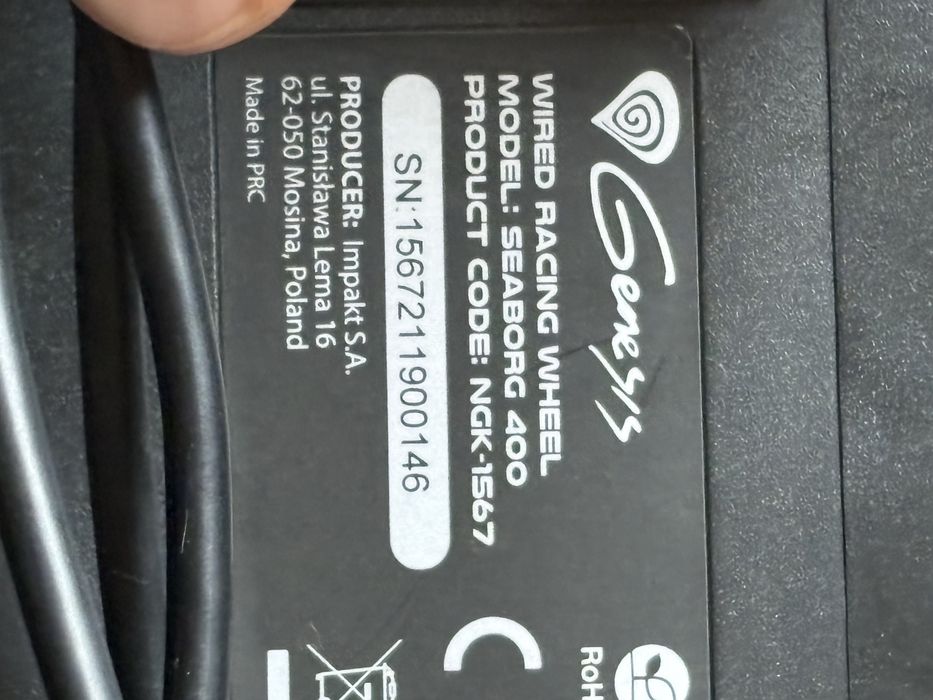 Genesis
WIRED RACING WHEEL
MODEL: SEABORG 400
PRODUCT CODE: NGK-1567
SN:1567211900146
PRODUCER: Impakt S.A.
ul. Stanisława Lema 16
62-050 Mosina, Poland
Made in PRC